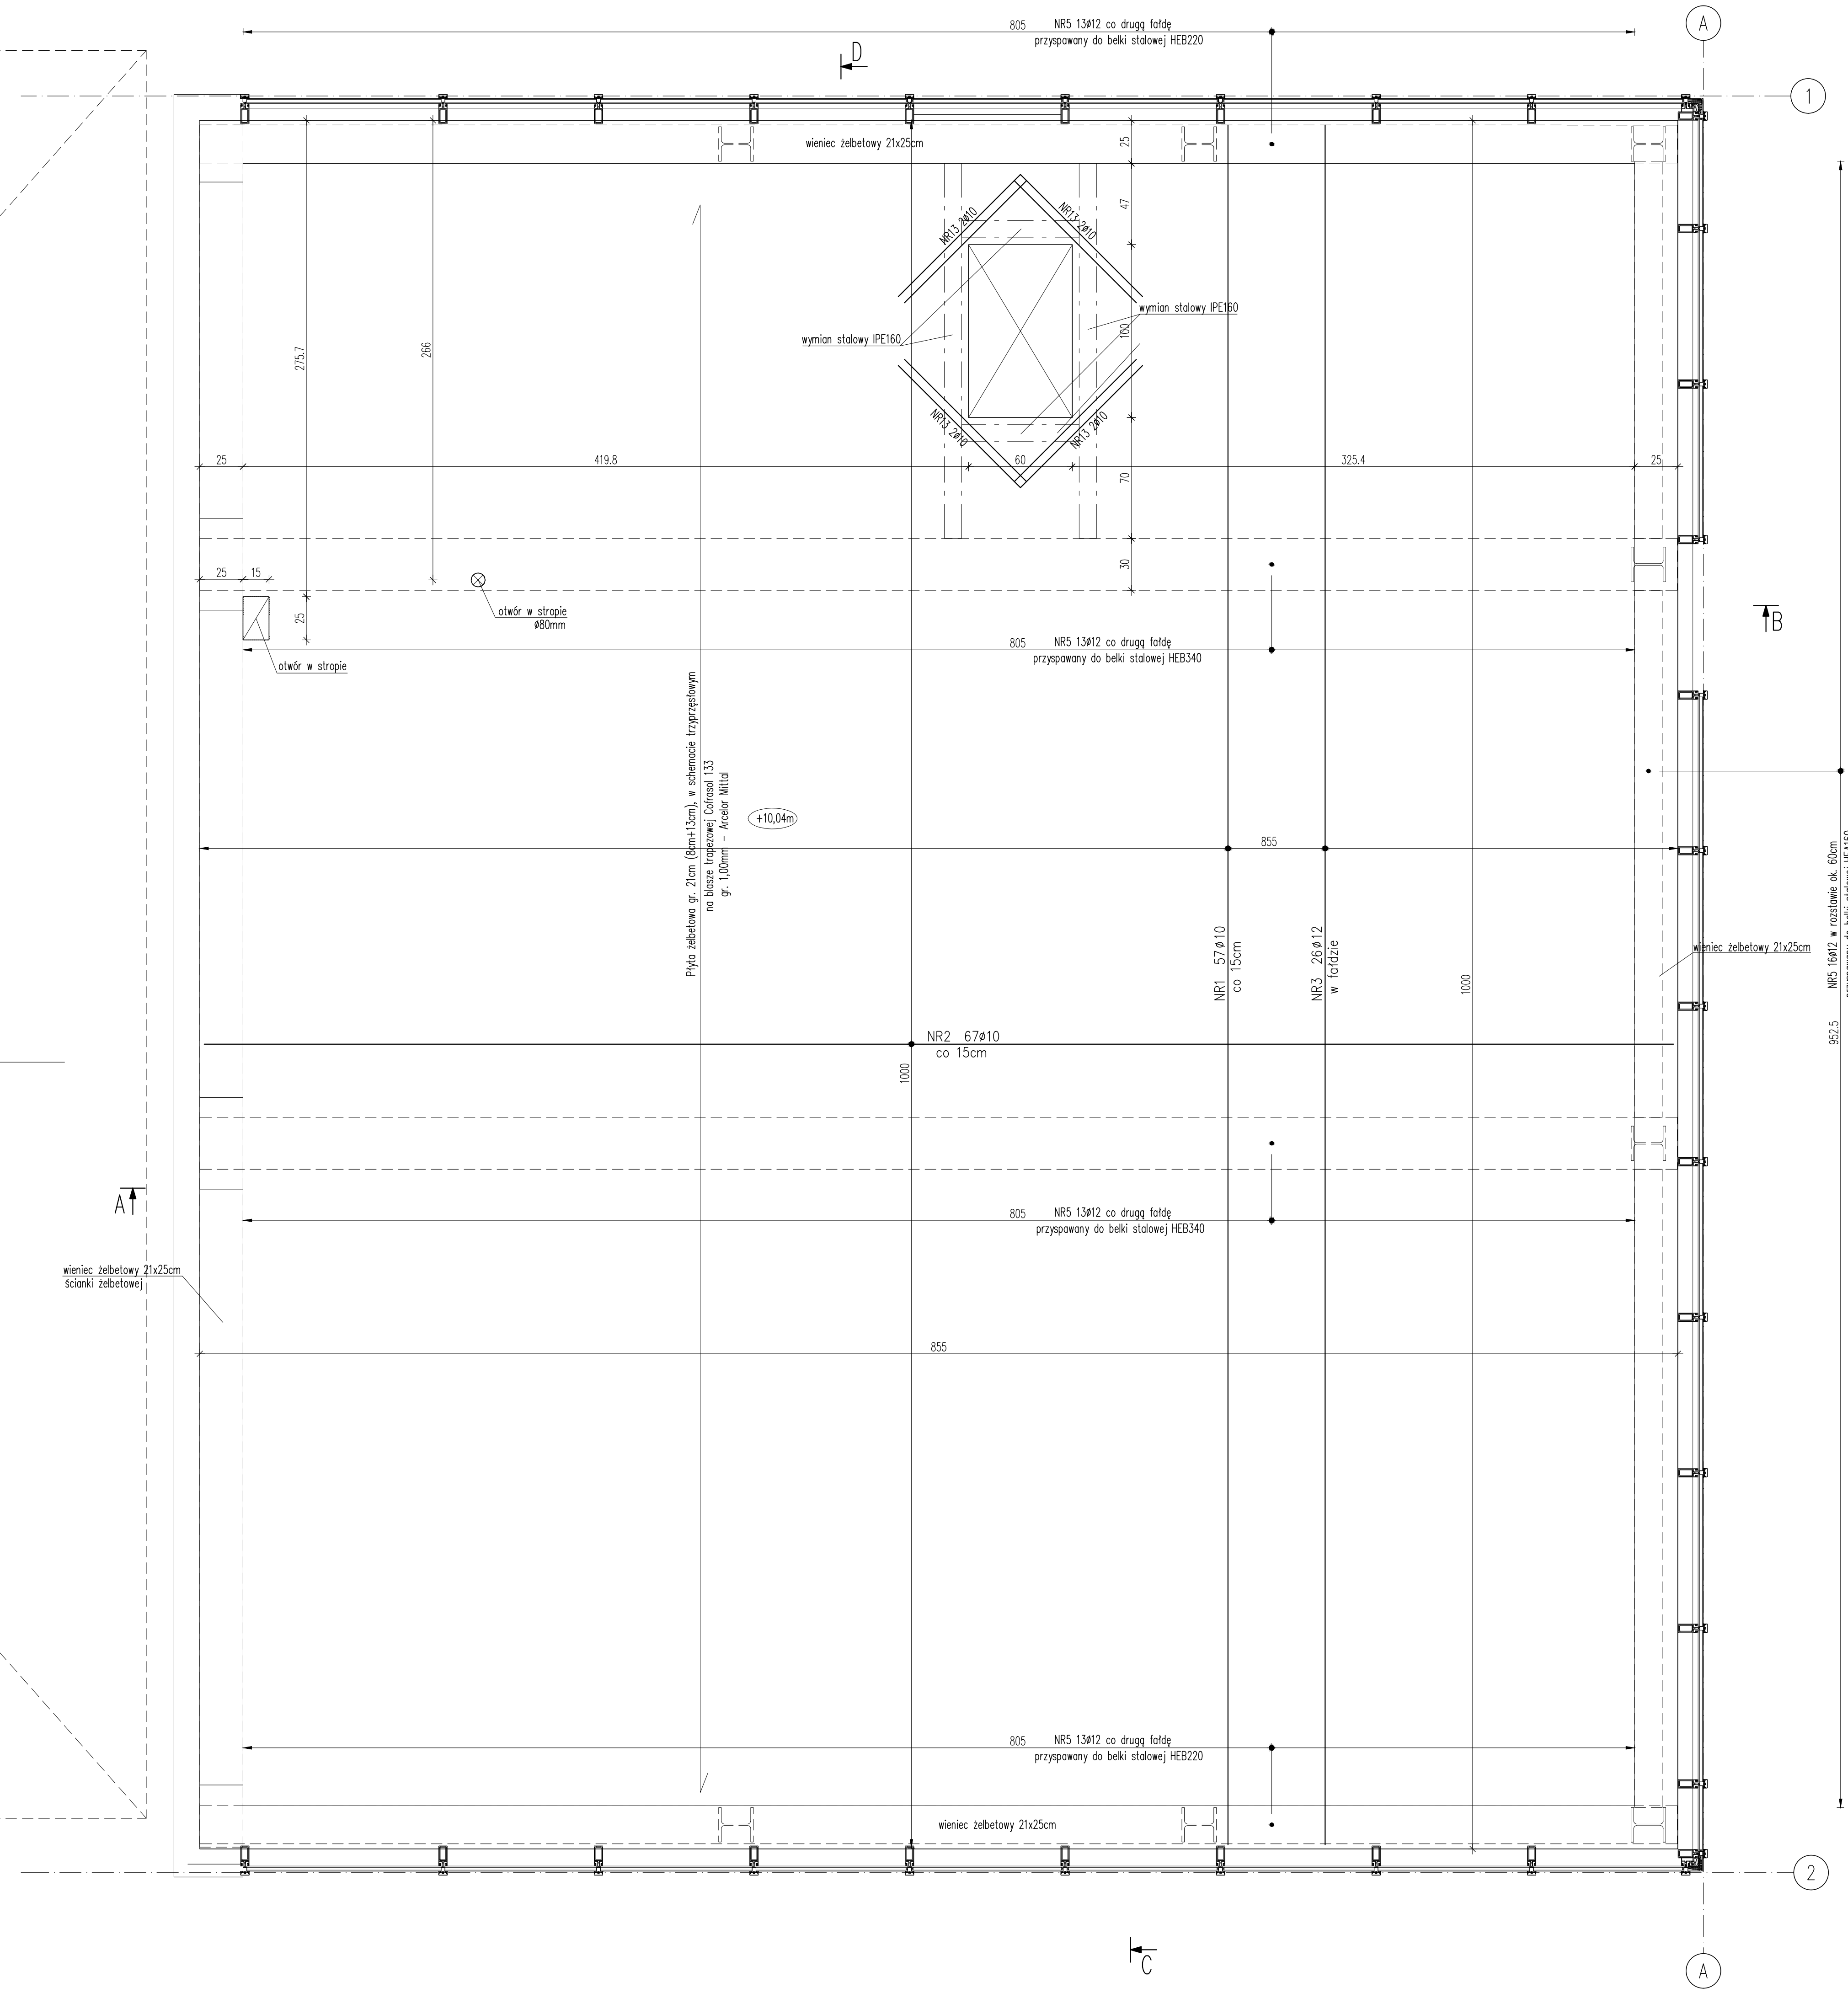 805 NR5 13ø12 co drugą fałdę
przyspawany do belki stalowej HEB220
A
D
1
wieniec żelbetowy 21x25cm
25
47
NR13 2ø10
NR13 2ø10
wymian stalowy IPE160
wymian stalowy IPE160
100
275.7
266
NR13 2ø10
NR13 2ø10
25
419.8
60
325.4
25
70
25
15
30
otwór w stropie
ø80mm
25
otwór w stropie
B
805 NR5 13ø12 co drugą fałdę
przyspawany do belki stalowej HEB340
Płyta żelbetowa gr. 21cm (8cm+13cm), w schemacie trzyprzęsłowym
na blasze trapezowej Cofrasol 133
gr. 1,00mm – Arcelor Mittal
+10,04m
855
NR1 57ø10
co 15cm
NR3 26ø12
w fałdzie
1000
wieniec żelbetowy 21x25cm
952.5 NR5 16ø12 w rozstawie ok. 60cm
NR2 67ø10
co 15cm
1000
A
805 NR5 13ø12 co drugą fałdę
przyspawany do belki stalowej HEB340
wieniec żelbetowy 21x25cm
ścianki żelbetowej
855
805 NR5 13ø12 co drugą fałdę
przyspawany do belki stalowej HEB220
wieniec żelbetowy 21x25cm
2
C
A